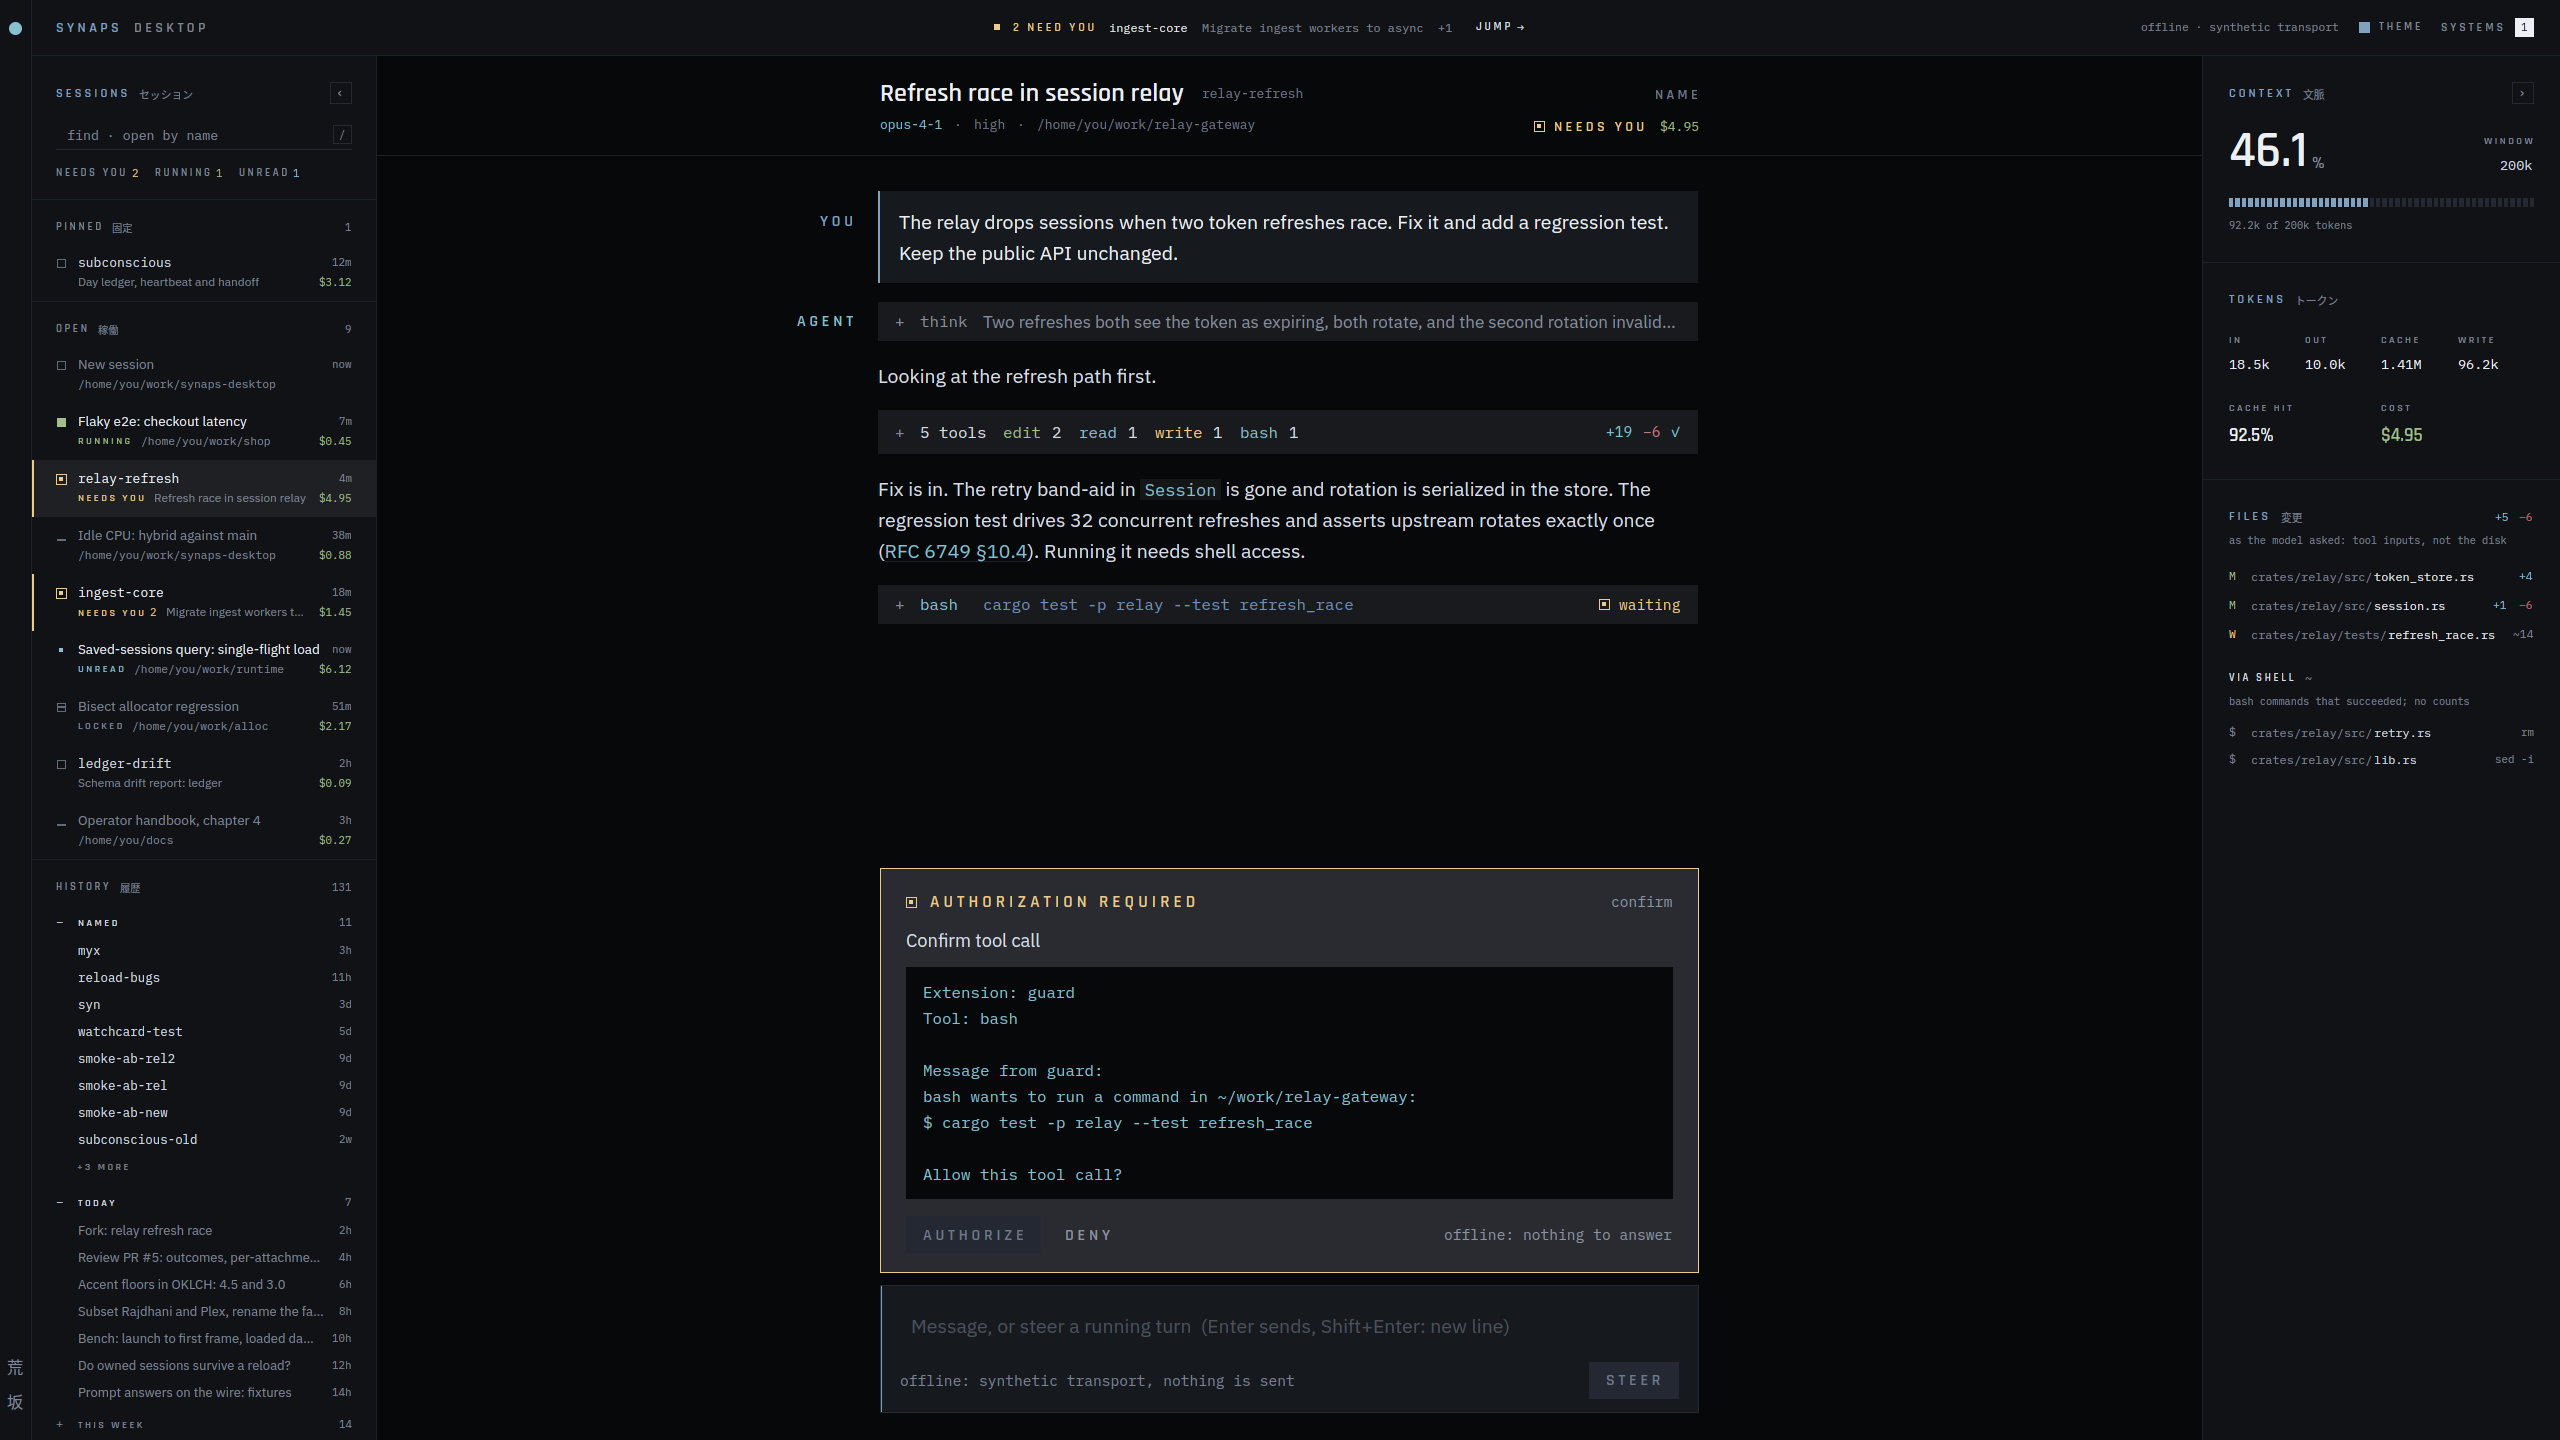 SYNAPS DESKTOP
2 NEED YOU ingest-core Migrate ingest workers to async +1 JUMP →
offline · synthetic transport THEME SYSTEMS 1
SESSIONS セッション ‹
find · open by name /
NEEDS YOU 2 RUNNING 1 UNREAD 1
PINNED 固定 1
subconscious 12m
Day ledger, heartbeat and handoff $3.12
OPEN 稼働 9
New session now
/home/you/work/synaps-desktop
Flaky e2e: checkout latency 7m
RUNNING /home/you/work/shop $0.45
relay-refresh 4m
NEEDS YOU Refresh race in session relay $4.95
Idle CPU: hybrid against main 38m
/home/you/work/synaps-desktop $0.88
ingest-core 18m
NEEDS YOU 2 Migrate ingest workers t… $1.45
Saved-sessions query: single-flight load now
UNREAD /home/you/work/runtime $6.12
Bisect allocator regression 51m
LOCKED /home/you/work/alloc $2.17
ledger-drift 2h
Schema drift report: ledger $0.09
Operator handbook, chapter 4 3h
/home/you/docs $0.27
HISTORY 履歴 131
− NAMED 11
myx 3h
reload-bugs 11h
syn 3d
watchcard-test 5d
smoke-ab-rel2 9d
smoke-ab-rel 9d
smoke-ab-new 9d
subconscious-old 2w
+3 MORE
− TODAY 7
Fork: relay refresh race 2h
Review PR #5: outcomes, per-attachme… 4h
Accent floors in OKLCH: 4.5 and 3.0 6h
Subset Rajdhani and Plex, rename the fa… 8h
Bench: launch to first frame, loaded da… 10h
Do owned sessions survive a reload? 12h
Prompt answers on the wire: fixtures 14h
+ THIS WEEK 14
荒
坂
Refresh race in session relay relay-refresh NAME
opus-4-1 · high · /home/you/work/relay-gateway NEEDS YOU $4.95
YOU
The relay drops sessions when two token refreshes race. Fix it and add a regression test.
Keep the public API unchanged.
AGENT
+ think Two refreshes both see the token as expiring, both rotate, and the second rotation invalid…
Looking at the refresh path first.
+ 5 tools edit 2 read 1 write 1 bash 1 +19 −6 √
Fix is in. The retry band-aid in Session is gone and rotation is serialized in the store. The
regression test drives 32 concurrent refreshes and asserts upstream rotates exactly once
(RFC 6749 §10.4). Running it needs shell access.
+ bash cargo test -p relay --test refresh_race waiting
AUTHORIZATION REQUIRED confirm
Confirm tool call
Extension: guard
Tool: bash
Message from guard:
bash wants to run a command in ~/work/relay-gateway:
$ cargo test -p relay --test refresh_race
Allow this tool call?
AUTHORIZE DENY offline: nothing to answer
Message, or steer a running turn (Enter sends, Shift+Enter: new line)
offline: synthetic transport, nothing is sent STEER
CONTEXT 文脈 ›
46.1 % WINDOW
200k
92.2k of 200k tokens
TOKENS トークン
IN OUT CACHE WRITE
18.5k 10.0k 1.41M 96.2k
CACHE HIT COST
92.5% $4.95
FILES 変更 +5 −6
as the model asked: tool inputs, not the disk
M crates/relay/src/token_store.rs +4
M crates/relay/src/session.rs +1 −6
W crates/relay/tests/refresh_race.rs ~14
VIA SHELL ~
bash commands that succeeded; no counts
$ crates/relay/src/retry.rs rm
$ crates/relay/src/lib.rs sed -i